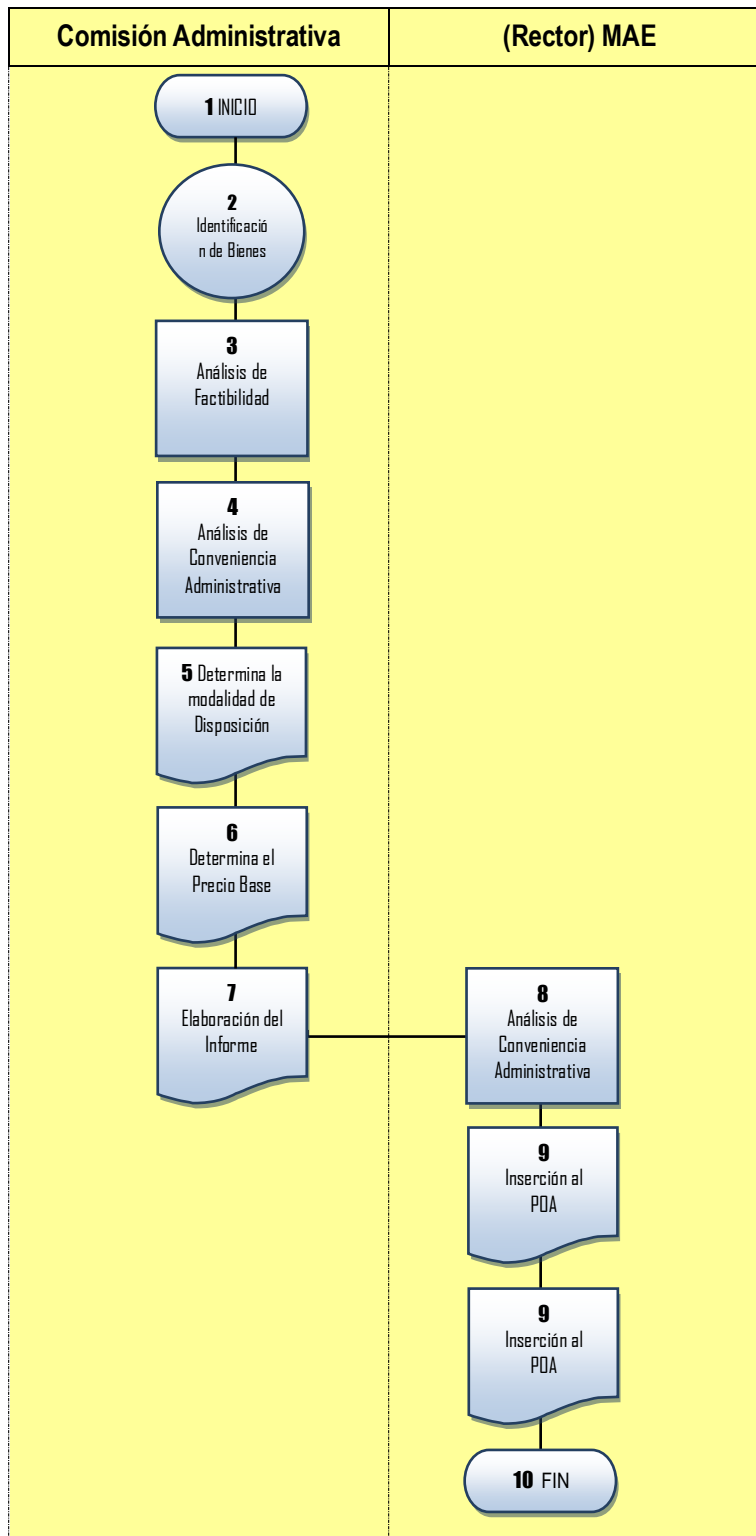 Comisión Administrativa
(Rector) MAE
1 INICIO
2
Identificació
n de Bienes
3
Análisis de
Factibilidad
4
Análisis de
Conveniencia
Administrativa
5 Determina la
modalidad de
Disposición
6
Determina el
Precio Base
7
Elaboración del
Informe
8
Análisis de
Conveniencia
Administrativa
9
Inserción al
POA
9
Inserción al
POA
10 FIN